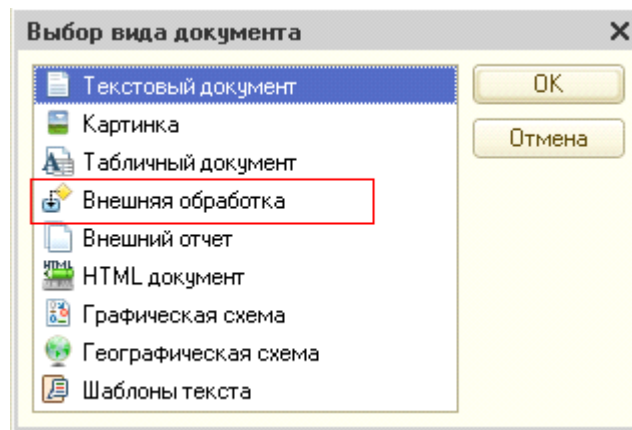 Выбор вида документа
Текстовый документ
OK
Картинка
Отмена
Табличный документ
Внешняя обработка
Внешний отчет
HTML документ
Графическая схема
Географическая схема
Шаблоны текста